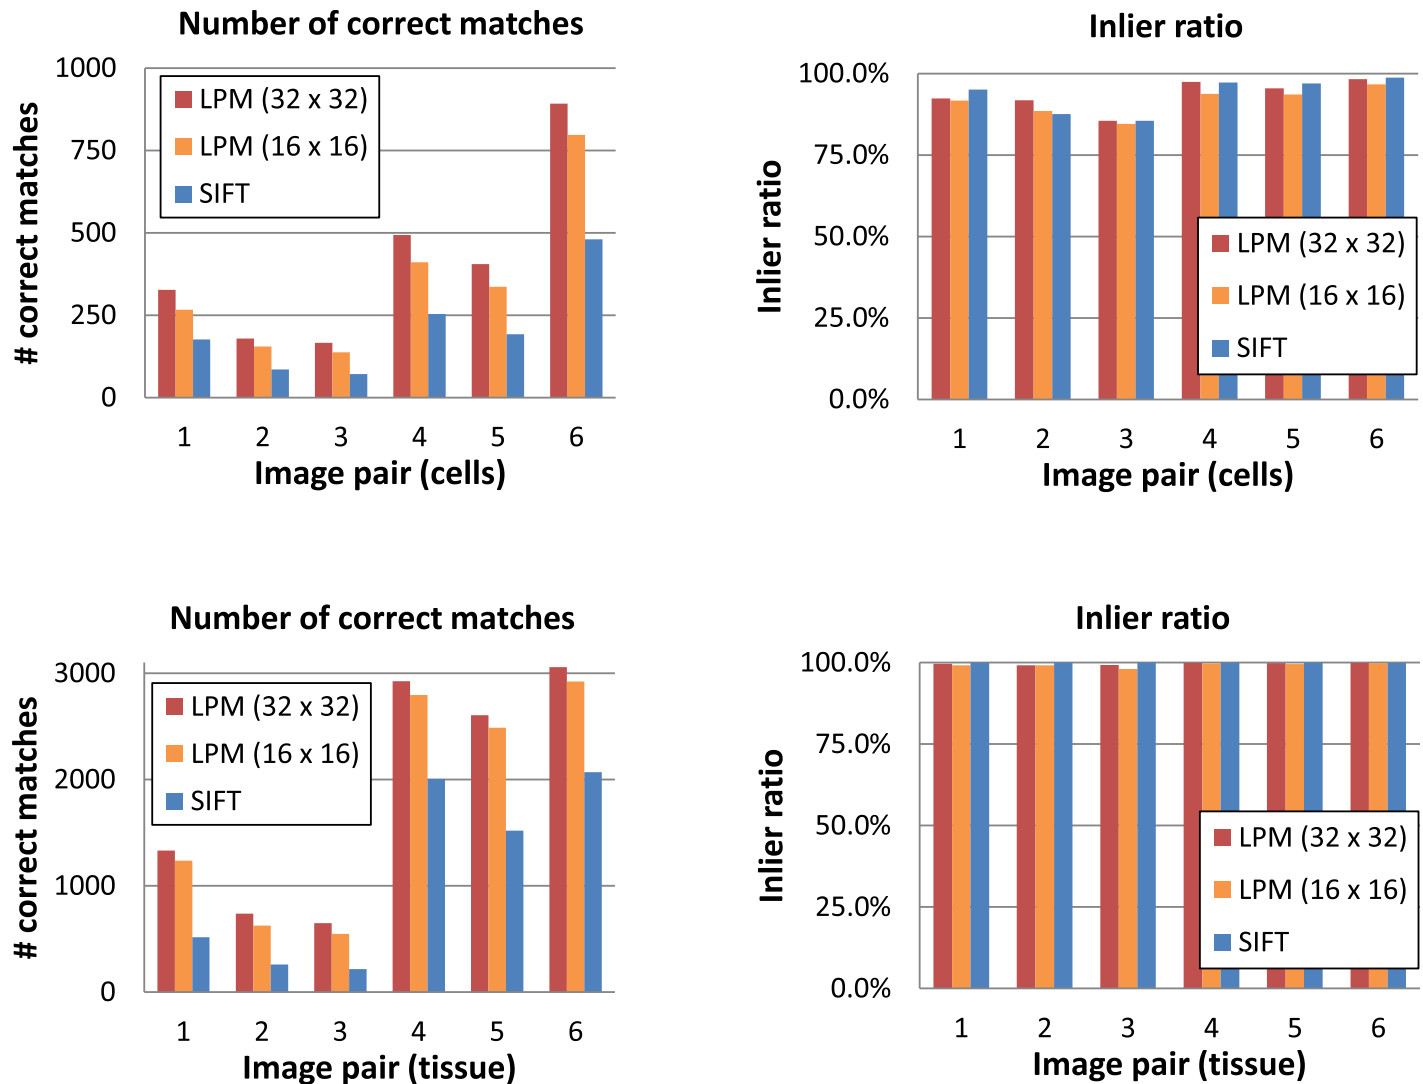 Number of correct matches
# correct matches
1000
750
500
250
0
LPM (32 x 32)
LPM (16 x 16)
SIFT
1 2 3 4 5 6
Image pair (cells)
Inlier ratio
Inlier ratio
100.0%
75.0%
50.0%
25.0%
0.0%
LPM (32 x 32)
LPM (16 x 16)
SIFT
1 2 3 4 5 6
Image pair (cells)
Number of correct matches
# correct matches
3000
2000
1000
0
LPM (32 x 32)
LPM (16 x 16)
SIFT
1 2 3 4 5 6
Image pair (tissue)
Inlier ratio
Inlier ratio
100.0%
75.0%
50.0%
25.0%
0.0%
LPM (32 x 32)
LPM (16 x 16)
SIFT
1 2 3 4 5 6
Image pair (tissue)